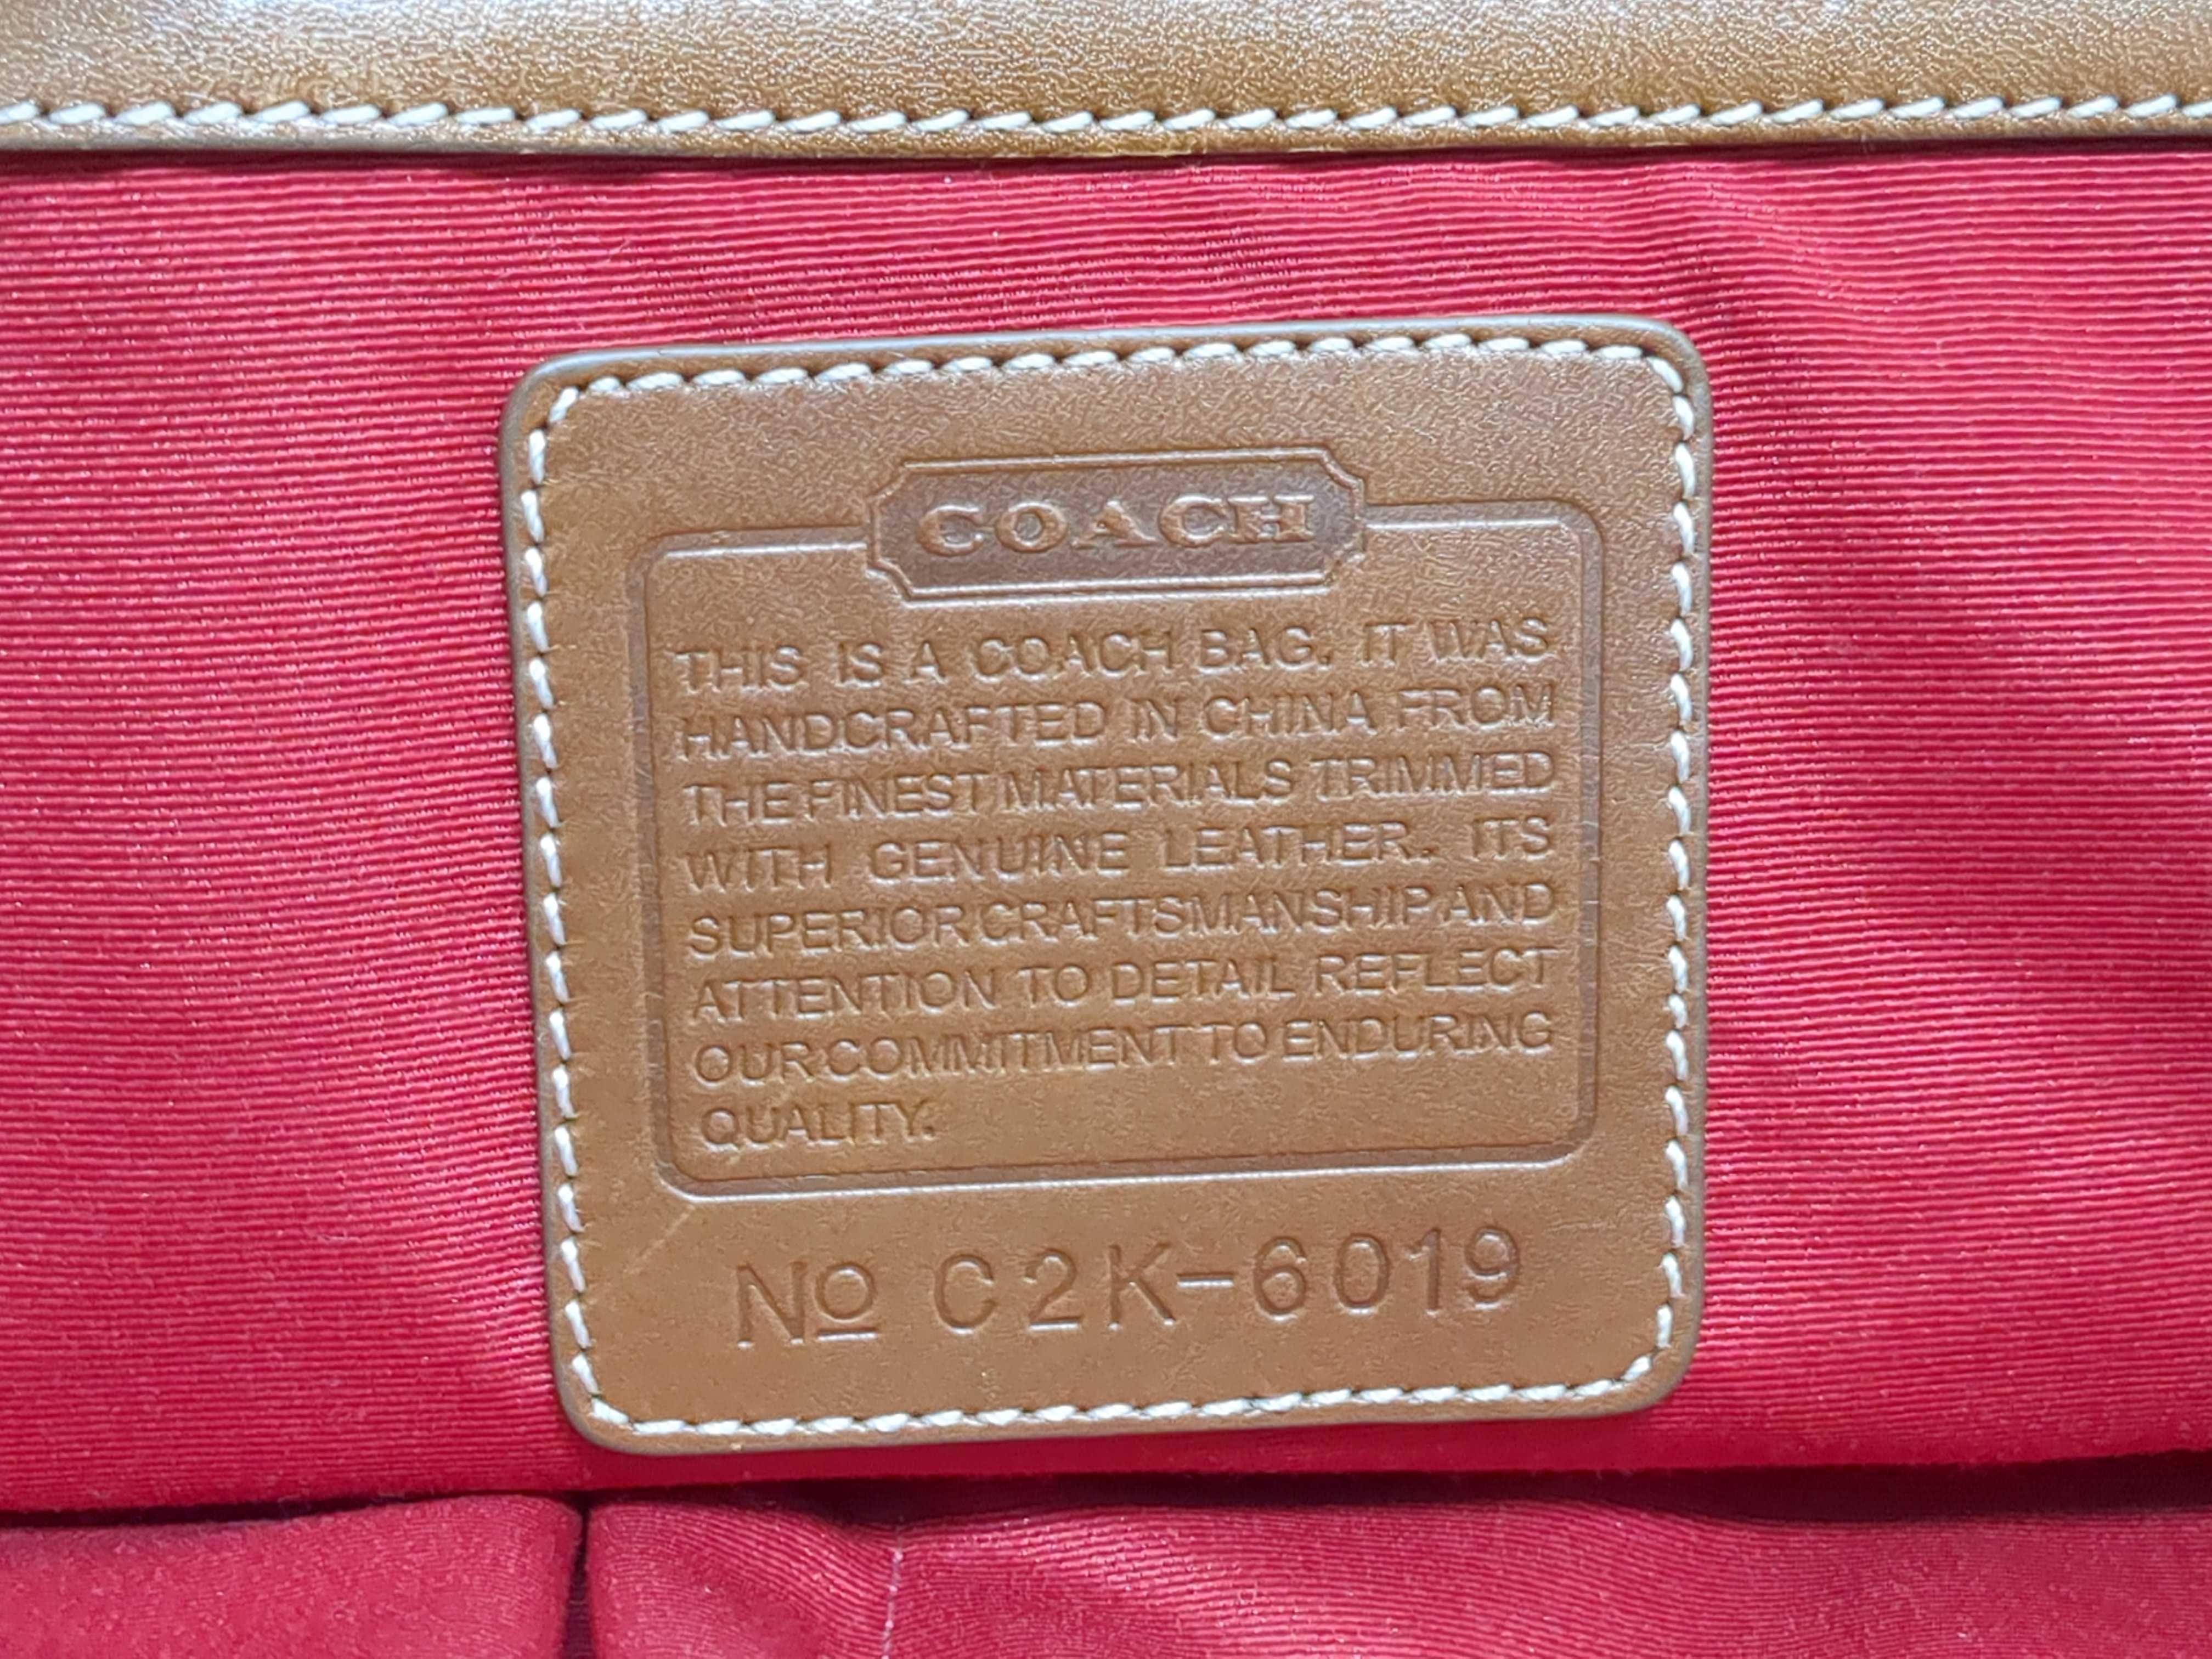 COACH
THIS IS A COACH BAG. IT WAS
HANDCRAFTED IN CHINA FROM
THE FINEST MATERIALS TRIMMED
WITH GENUINE LEATHER. ITS
SUPERIOR CRAFTSMANSHIP AND
ATTENTION TO DETAIL REFLECT
OUR COMMITMENT TO ENDURING
QUALITY.
Nº C2K-6019